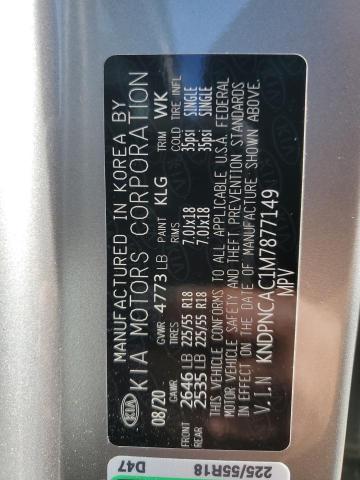 MANUFACTURED IN KOREA BY
KIA KIA MOTORS CORPORATION
08/20 GVWR 4773 LB PAINT KLG TRIM WK
GAWR TIRES RIMS COLD TIRE INFL
FRONT 2646 LB 225/55 R18 7.0Jx18 35psi SINGLE
REAR 2535 LB 225/55 R18 7.0Jx18 35psi SINGLE
THIS VEHICLE CONFORMS TO ALL APPLICABLE U.S.A. FEDERAL
MOTOR VEHICLE SAFETY AND THEFT PREVENTION STANDARDS
IN EFFECT ON THE DATE OF MANUFACTURE SHOWN ABOVE.
V.I.N KNDPNCAC1M7877149
MPV
D47
225/55R18